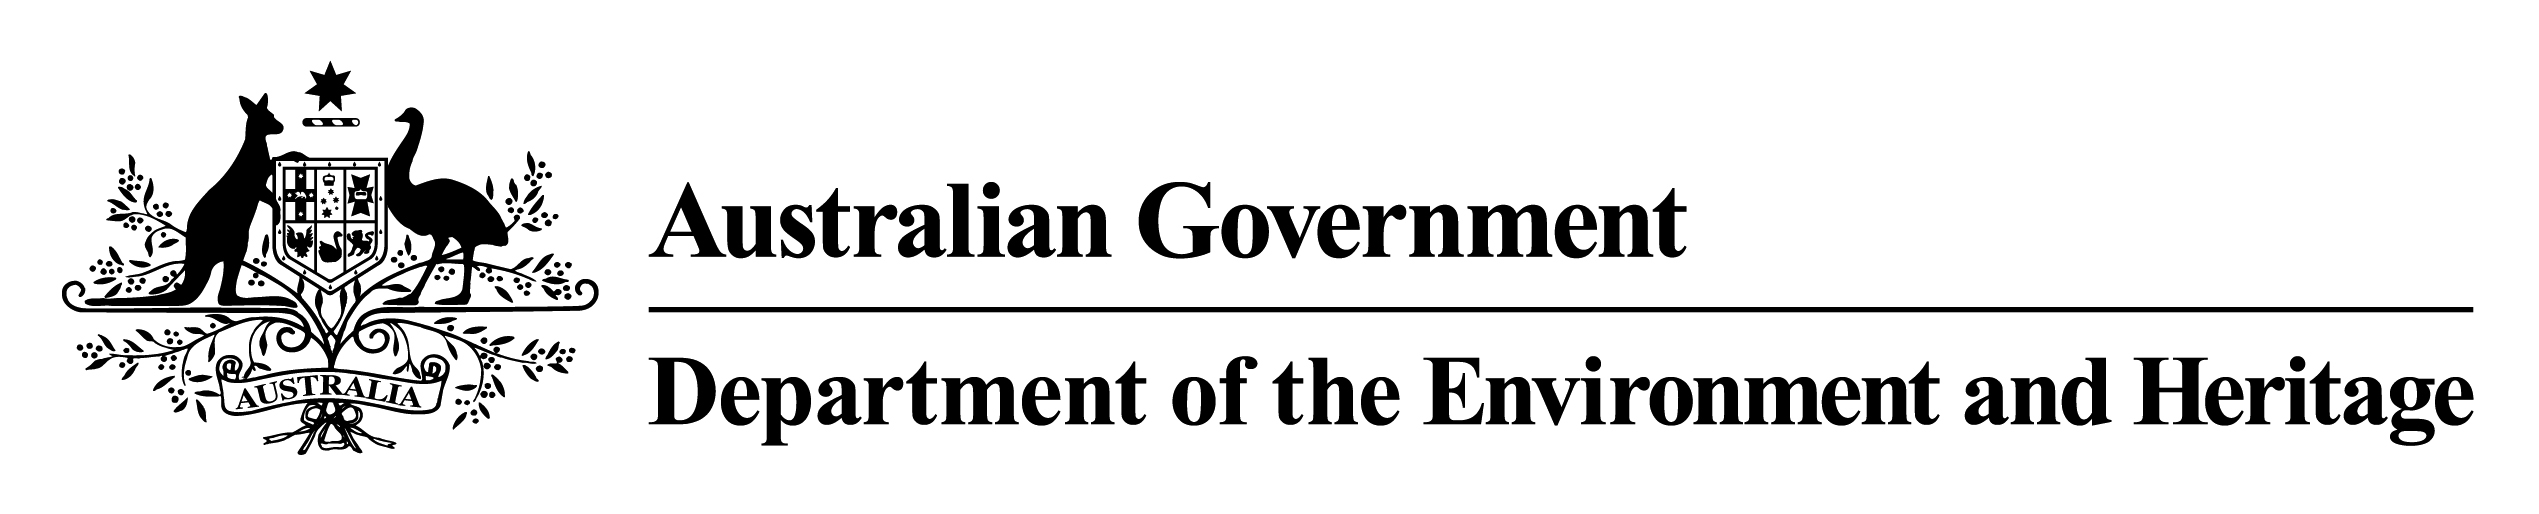 AUSTRALIA
Australian Government
Department of the Environment and Heritage